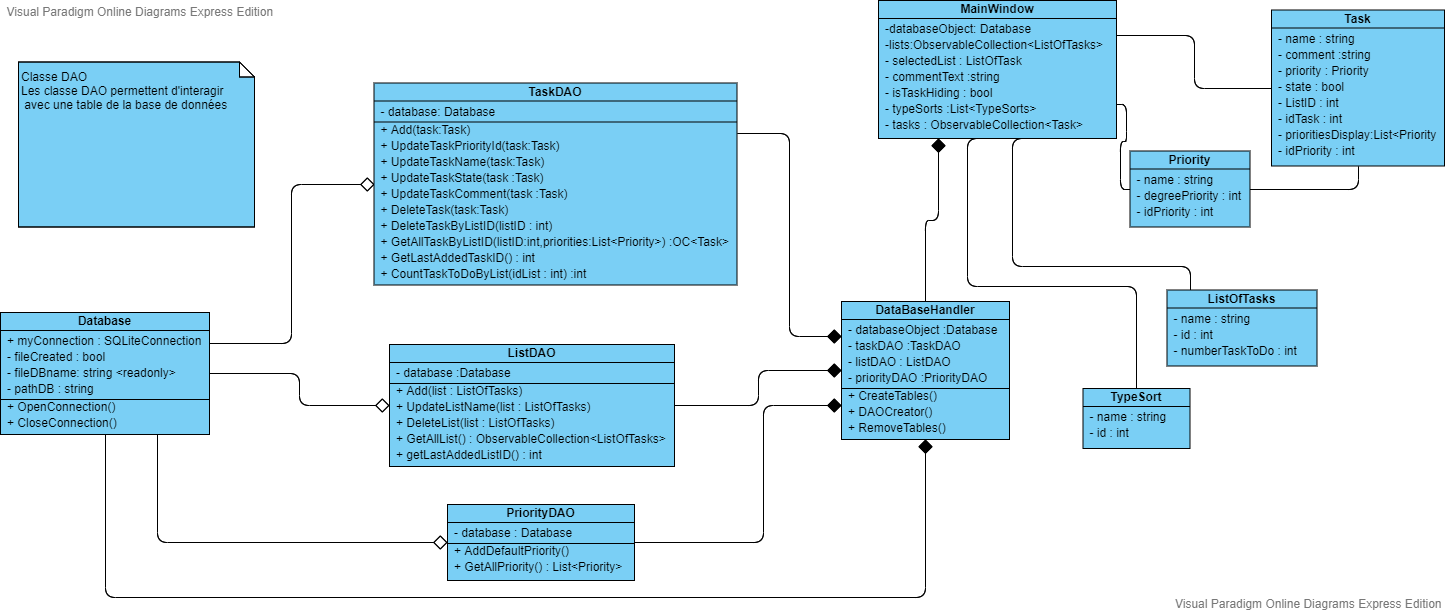 Visual Paradigm Online Diagrams Express Edition
Classe DAO
Les classe DAO permettent d'interagir
avec une table de la base de données
TaskDAO
- database: Database
+ Add(task:Task)
+ UpdateTaskPriorityId(task:Task)
+ UpdateTaskName(task:Task)
+ UpdateTaskState(task :Task)
+ UpdateTaskComment(task :Task)
+ DeleteTask(task:Task)
+ DeleteTaskByListID(listID : int)
+ GetAllTaskByListID(listID:int,priorities:List<Priority>) :OC<Task>
+ GetLastAddedTaskID() : int
+ CountTaskToDoByList(idList : int) :int
MainWindow
-databaseObject: Database
-lists:ObservableCollection<ListOfTasks>
- selectedList : ListOfTask
- commentText :string
- isTaskHiding : bool
- typeSorts :List<TypeSorts>
- tasks : ObservableCollection<Task>
Task
- name : string
- comment :string
- priority : Priority
- state : bool
- ListID : int
- idTask : int
- prioritiesDisplay:List<Priority
- idPriority : int
Priority
- name : string
- degreePriority : int
- idPriority : int
Database
+ myConnection : SQLiteConnection
- fileCreated : bool
- fileDBname: string <readonly>
- pathDB : string
+ OpenConnection()
+ CloseConnection()
ListDAO
- database :Database
+ Add(list : ListOfTasks)
+ UpdateListName(list : ListOfTasks)
+ DeleteList(list : ListOfTasks)
+ GetAllList() : ObservableCollection<ListOfTasks>
+ getLastAddedListID() : int
DataBaseHandler
- databaseObject :Database
- taskDAO :TaskDAO
- listDAO : ListDAO
- priorityDAO :PriorityDAO
+ CreateTables()
+ DAOCreator()
+ RemoveTables()
ListOfTasks
- name : string
- id : int
- numberTaskToDo : int
TypeSort
- name : string
- id : int
PriorityDAO
- database : Database
+ AddDefaultPriority()
+ GetAllPriority() : List<Priority>
Visual Paradigm Online Diagrams Express Edition